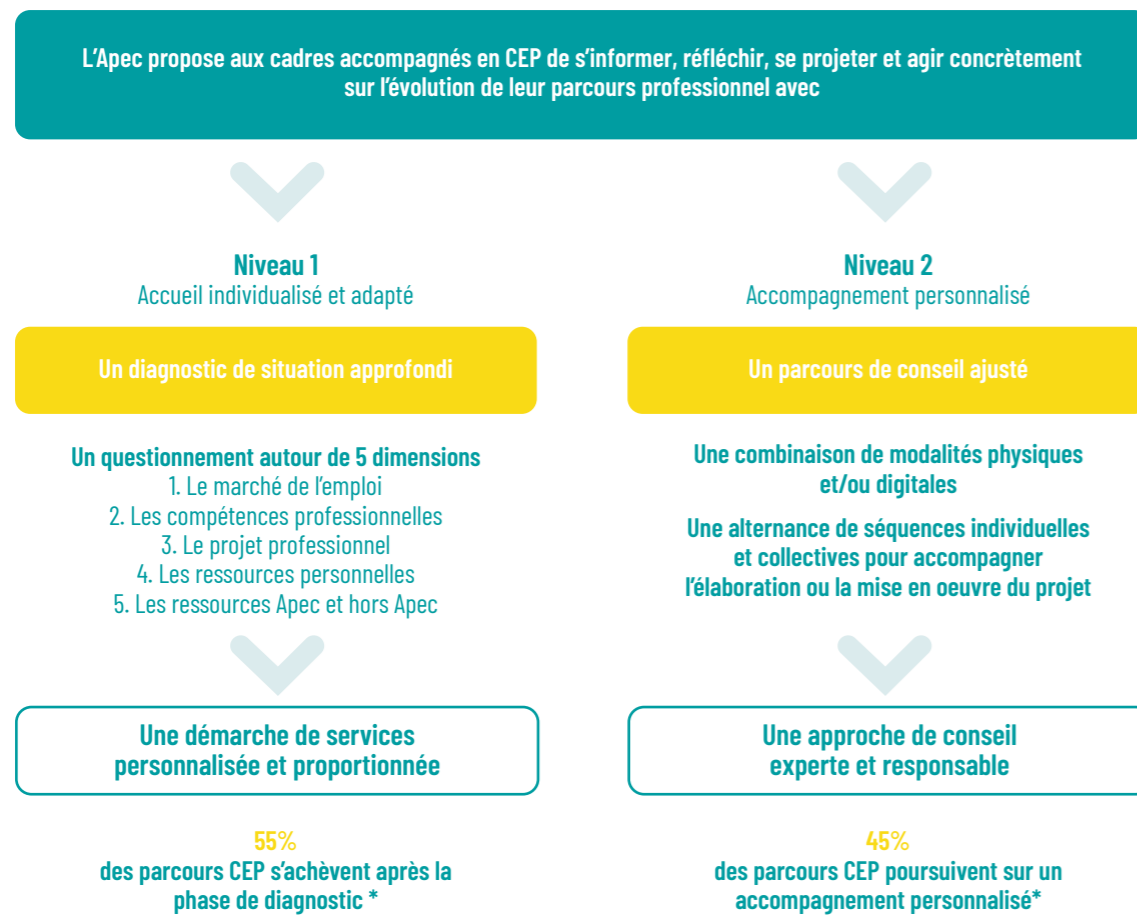 L'Apec propose aux cadres accompagnés en CEP de s'informer, réfléchir, se projeter et agir concrètement
sur l'évolution de leur parcours professionnel avec
Niveau 1
Accueil individualisé et adapté
Un diagnostic de situation approfondi
Un questionnement autour de 5 dimensions
1. Le marché de l'emploi
2. Les compétences professionnelles
3. Le projet professionnel
4. Les ressources personnelles
5. Les ressources Apec et hors Apec
Une démarche de services
personnalisée et proportionnée
55%
des parcours CEP s'achèvent après la
phase de diagnostic *
Niveau 2
Accompagnement personnalisé
Un parcours de conseil ajusté
Une combinaison de modalités physiques
et/ou digitales
Une alternance de séquences individuelles
et collectives pour accompagner
l'élaboration ou la mise en oeuvre du projet
Une approche de conseil
experte et responsable
45%
des parcours CEP poursuivent sur un
accompagnement personnalisé*